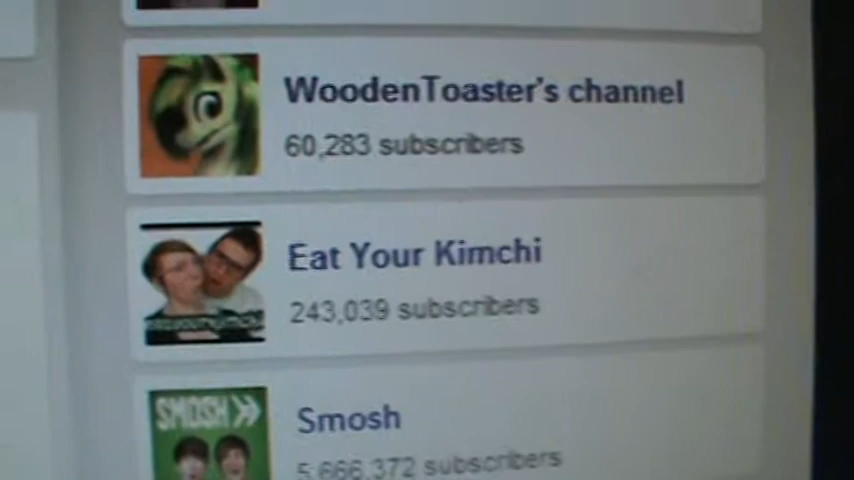 WoodenToaster's channel
60,283 subscribers
Eat Your Kimchi
243,039 subscribers
SMOSH
Smosh
5,666,372 subscribers